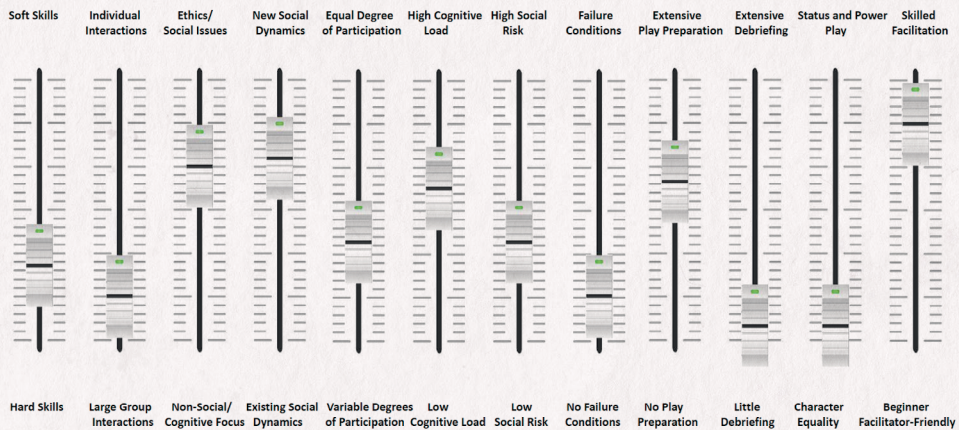 Soft Skills
Individual
Interactions
Ethics/
Social Issues
New Social
Dynamics
Equal Degree
of Participation
High Cognitive
Load
High Social
Risk
Failure
Conditions
Extensive
Play Preparation
Extensive
Debriefing
Status and Power
Play
Skilled
Facilitation
Hard Skills
Large Group
Interactions
Non-Social/
Cognitive Focus
Existing Social
Dynamics
Variable Degrees
of Participation
Low
Cognitive Load
Low
Social Risk
No Failure
Conditions
No Play
Preparation
Little
Debriefing
Character
Equality
Beginner
Facilitator-Friendly